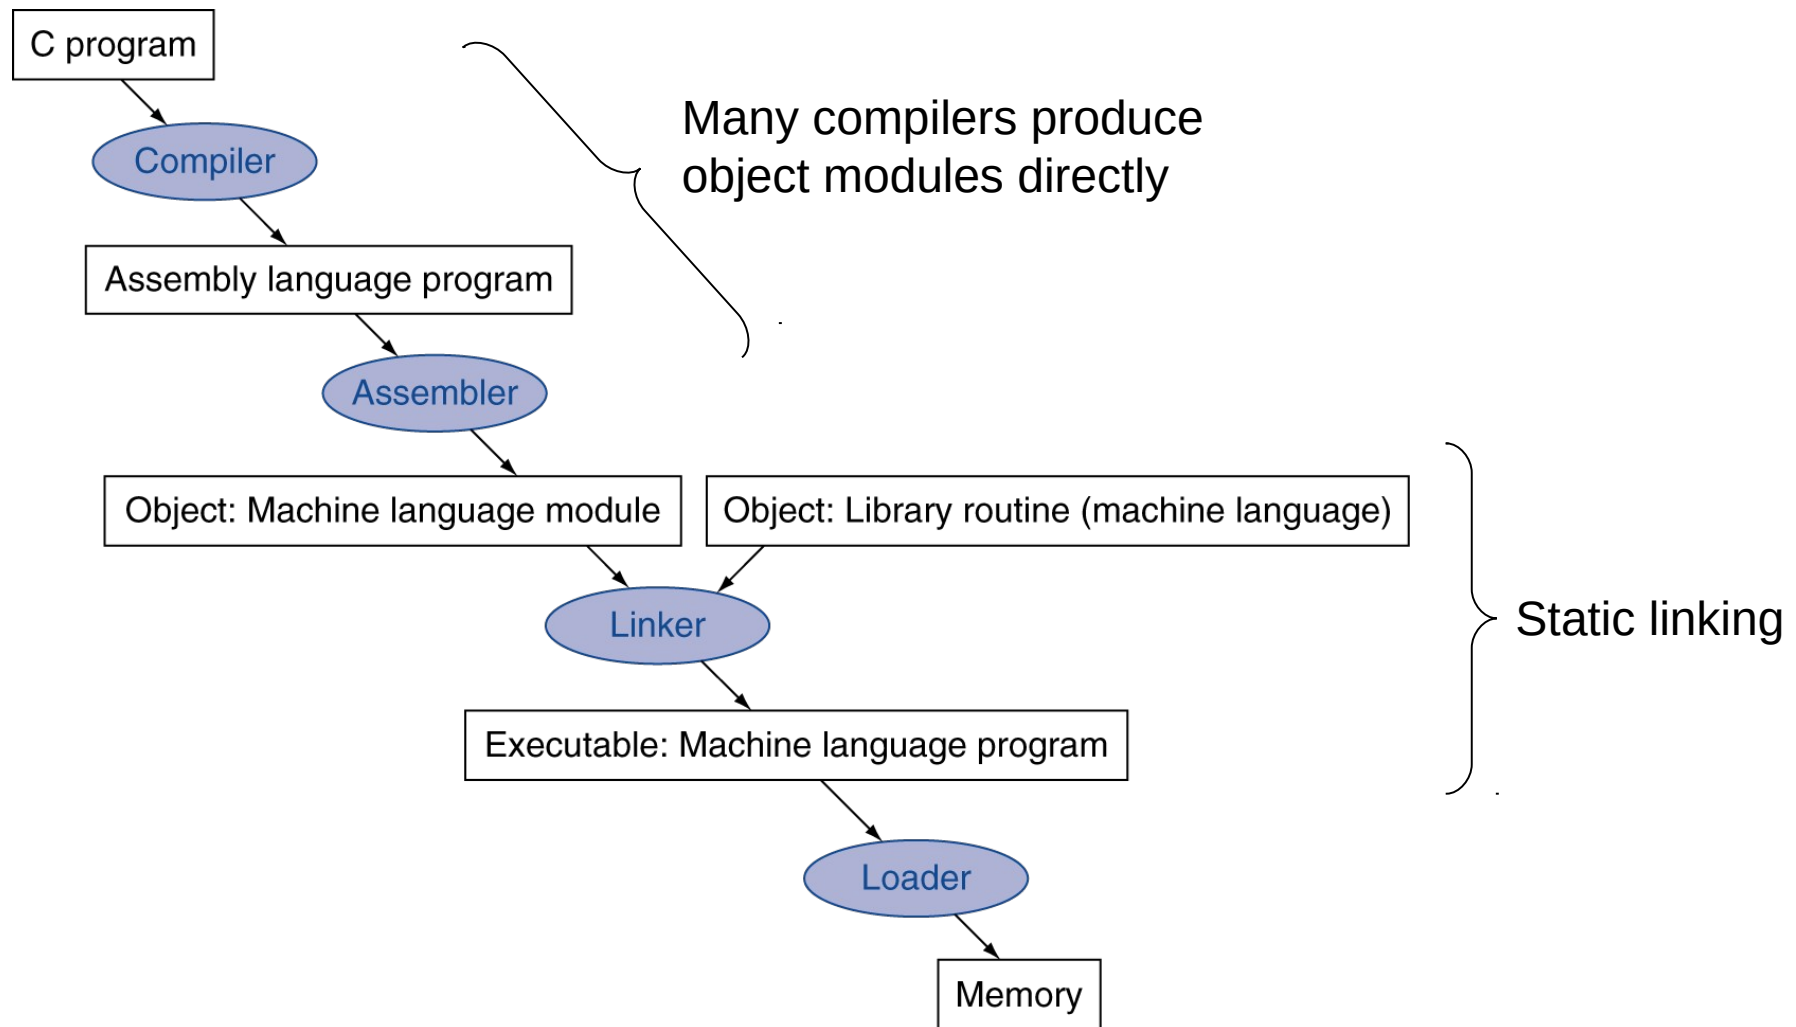 C program
Many compilers produce
object modules directly
Compiler
Assembly language program
Assembler
Object: Machine language module
Object: Library routine (machine language)
Linker
Static linking
Executable: Machine language program
Loader
Memory